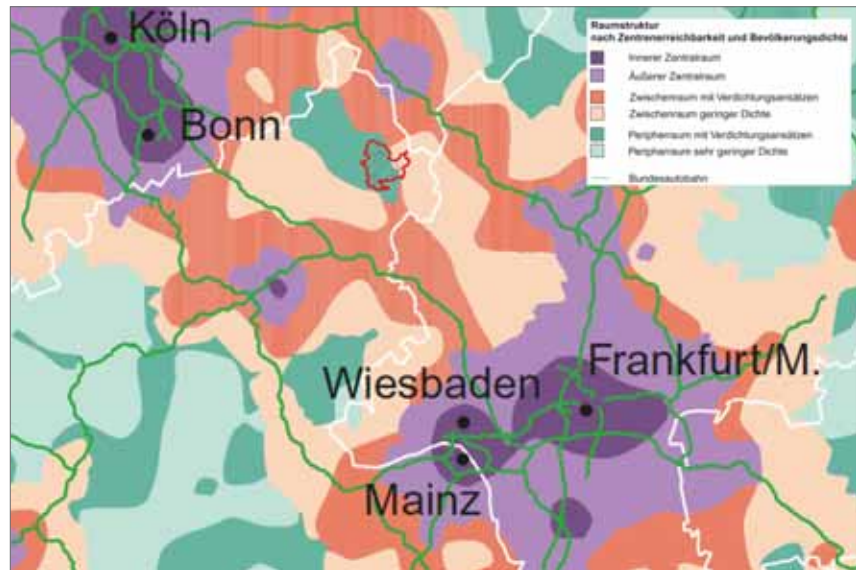 Köln
Bonn
Wiesbaden
Frankfurt/M.
Mainz
Raumstruktur
nach Zentrenerreichbarkeit und Bevölkerungsdichte
Innerer Zentralraum
Äußerer Zentralraum
Zwischenraum mit Verdichtungsansätzen
Zwischenraum geringer Dichte
Peripherraum mit Verdichtungsansätzen
Peripherraum sehr geringer Dichte
Bundesautobahn